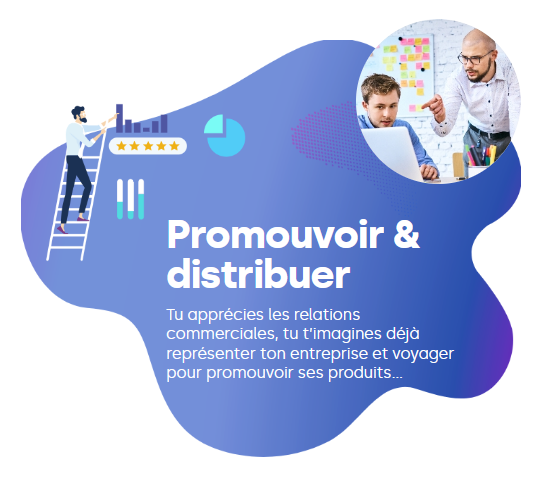 Promouvoir &
distribuer
Tu apprécies les relations
commerciales, tu t'imagines déjà
représenter ton entreprise et voyager
pour promouvoir ses produits...